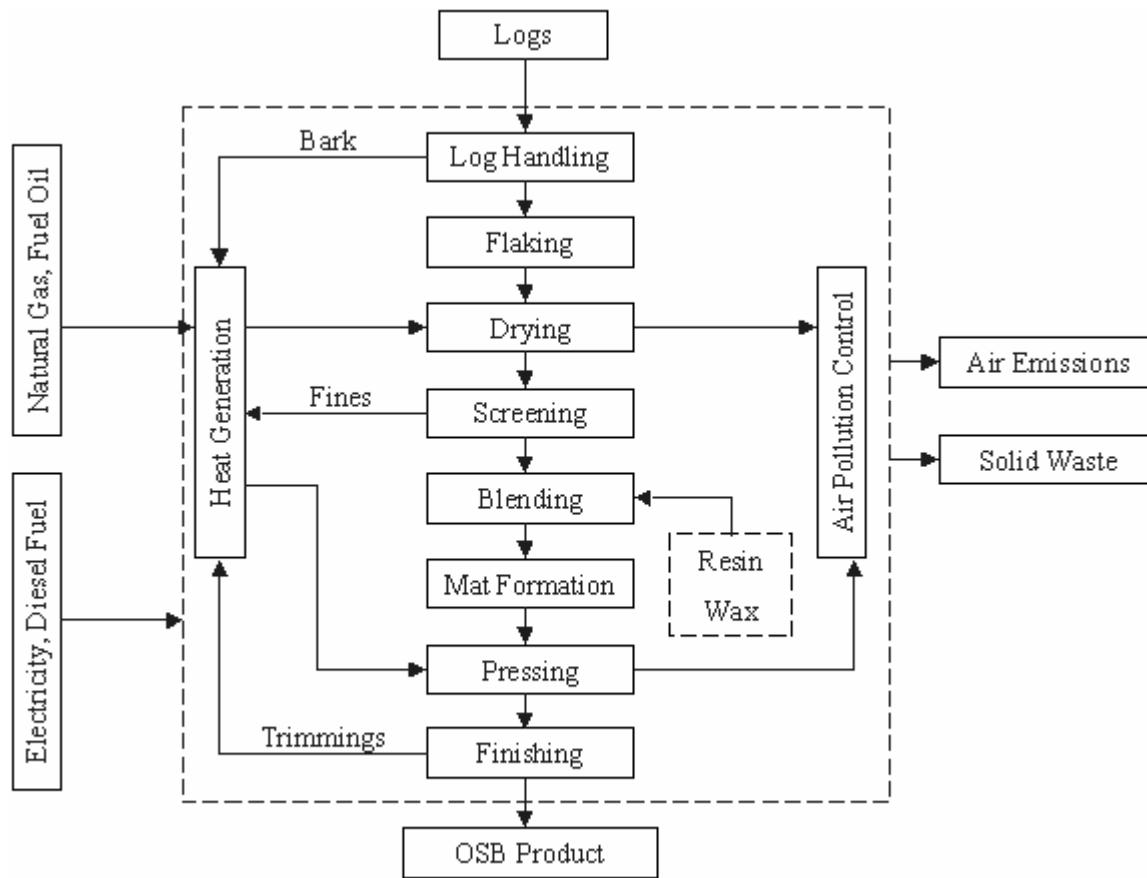 Logs
Bark
Log Handling
Natural Gas, Fuel Oil
Flaking
Heat Generation
Drying
Air Pollution Control
Air Emissions
Fines
Screening
Solid Waste
Electricity, Diesel Fuel
Blending
Resin
Wax
Mat Formation
Pressing
Trimmings
Finishing
OSB Product